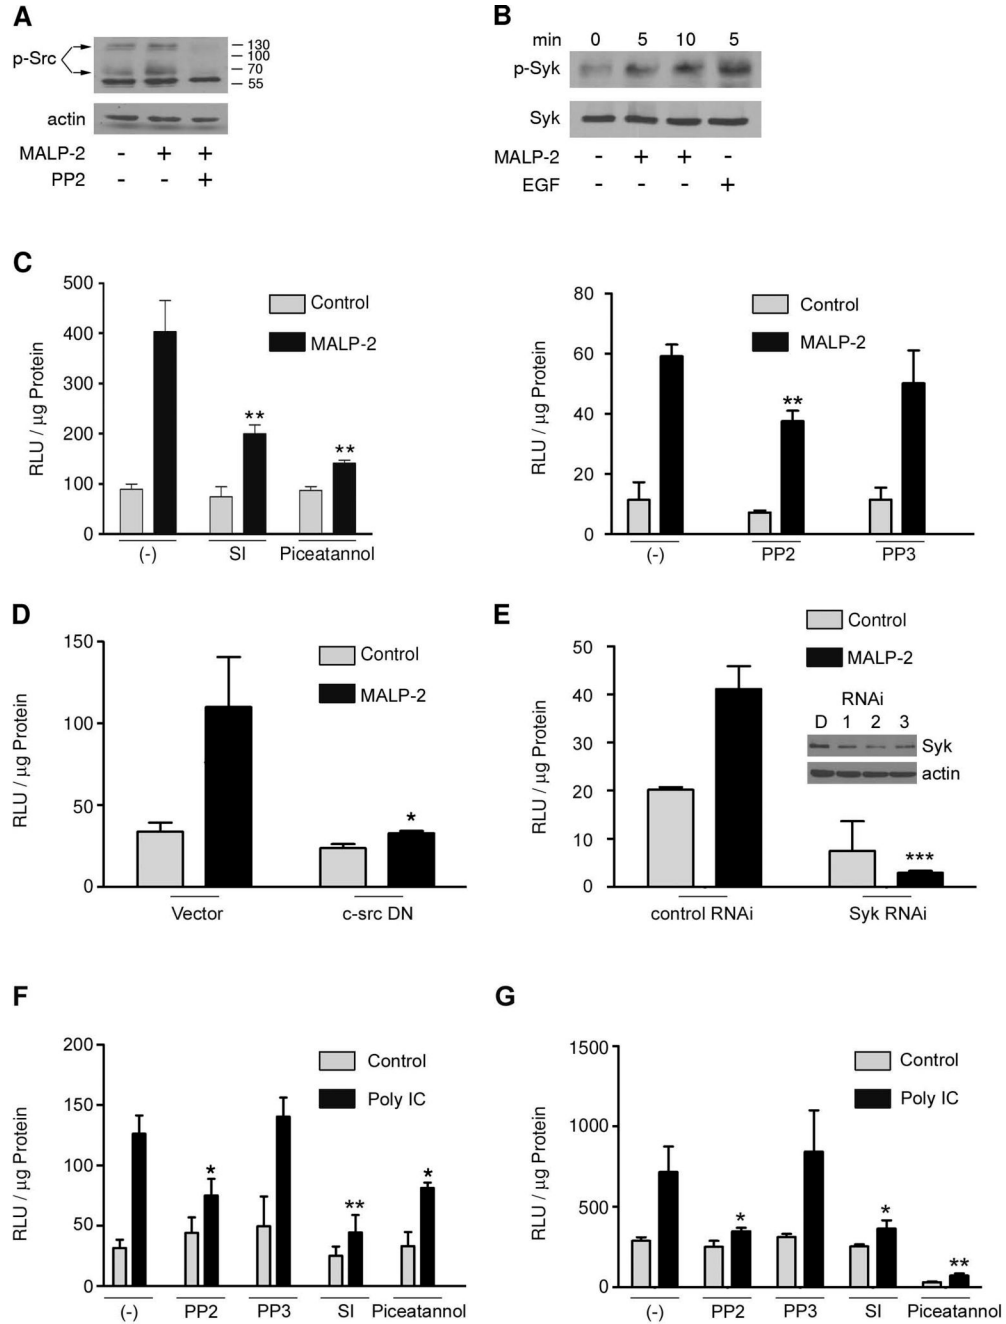 A
p-Src
130
100
70
55
actin
MALP-2 - + +
PP2 - - +
B
min 0 5 10 5
p-Syk
Syk
MALP-2 - + + -
EGF - - - +
C
RLU / µg Protein
500
400
300
200
100
0
Control
MALP-2
**
**
(-) SI Piceatannol
RLU / µg Protein
80
60
40
20
0
Control
MALP-2
**
(-) PP2 PP3
D
RLU / µg Protein
150
100
50
0
Control
MALP-2
*
Vector c-src DN
E
RLU / µg Protein
50
40
30
20
10
0
Control
MALP-2
RNAi
D 1 2 3
Syk
actin
***
control RNAi Syk RNAi
F
RLU / µg Protein
200
150
100
50
0
Control
Poly IC
*
**
*
(-) PP2 PP3 SI Piceatannol
G
RLU / µg Protein
1500
1000
500
0
Control
Poly IC
*
*
**
(-) PP2 PP3 SI Piceatannol